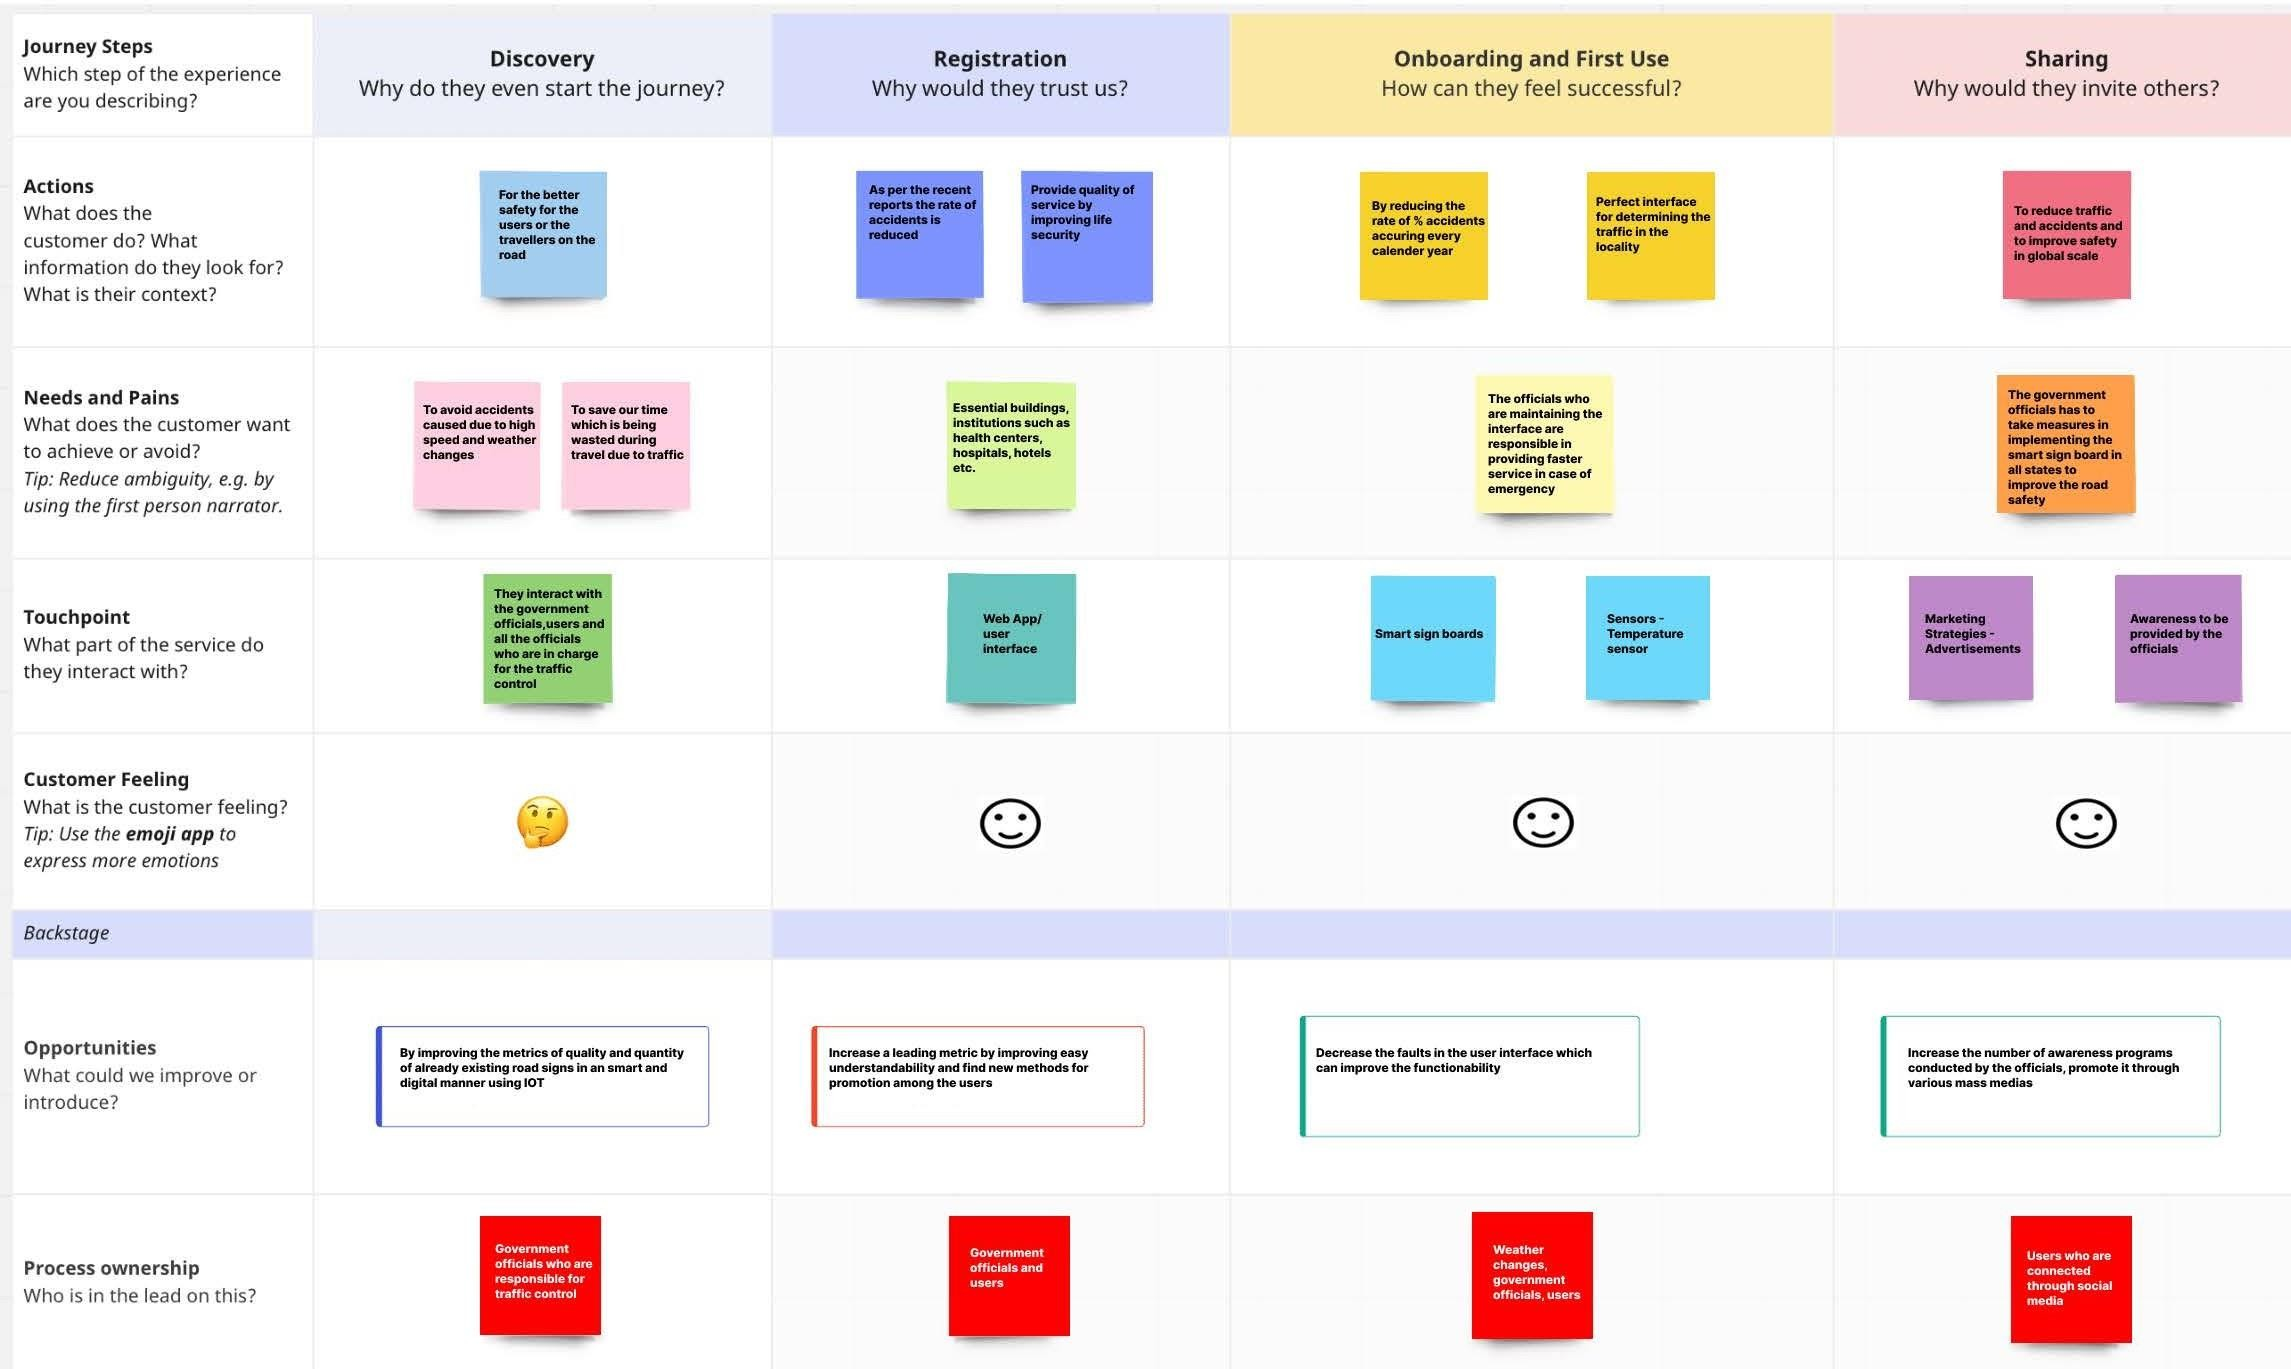 Journey Steps
Which step of the experience
are you describing?
Discovery
Why do they even start the journey?
Registration
Why would they trust us?
Onboarding and First Use
How can they feel successful?
Sharing
Why would they invite others?
Actions
What does the
customer do? What
information do they look for?
What is their context?
For the better
safety for the
users or the
travellers on the
road
As per the recent
reports the rate of
accidents is
reduced
Provide quality of
service by
improving life
security
By reducing the
rate of % accidents
accuring every
calender year
Perfect interface
for determining the
traffic in the
locality
To reduce traffic
and accidents and
to improve safety
in global scale
Needs and Pains
What does the customer want
to achieve or avoid?
Tip: Reduce ambiguity, e.g. by
using the first person narrator.
To avoid accidents
caused due to high
speed and weather
changes
To save our time
which is being
wasted during
travel due to traffic
Essential buildings,
institutions such as
health centers,
hospitals, hotels
etc.
The officials who
are maintaining the
interface are
responsible in
providing faster
service in case of
emergency
The government
officials has to
take measures in
implementing the
smart sign board in
all states to
improve the road
safety
Touchpoint
What part of the service do
they interact with?
They interact with
the government
officials,users and
all the officials
who are in charge
for the traffic
control
Web App/
user
interface
Smart sign boards
Sensors -
Temperature
sensor
Marketing
Strategies -
Advertisements
Awareness to be
provided by the
officials
Customer Feeling
What is the customer feeling?
Tip: Use the emoji app to
express more emotions
Backstage
Opportunities
What could we improve or
introduce?
By improving the metrics of quality and quantity
of already existing road signs in an smart and
digital manner using IOT
Increase a leading metric by improving easy
understandability and find new methods for
promotion among the users
Decrease the faults in the user interface which
can improve the functionability
Increase the number of awareness programs
conducted by the officials, promote it through
various mass medias
Process ownership
Who is in the lead on this?
Government
officials who are
responsible for
traffic control
Government
officials and
users
Weather
changes,
government
officials, users
Users who are
connected
through social
media